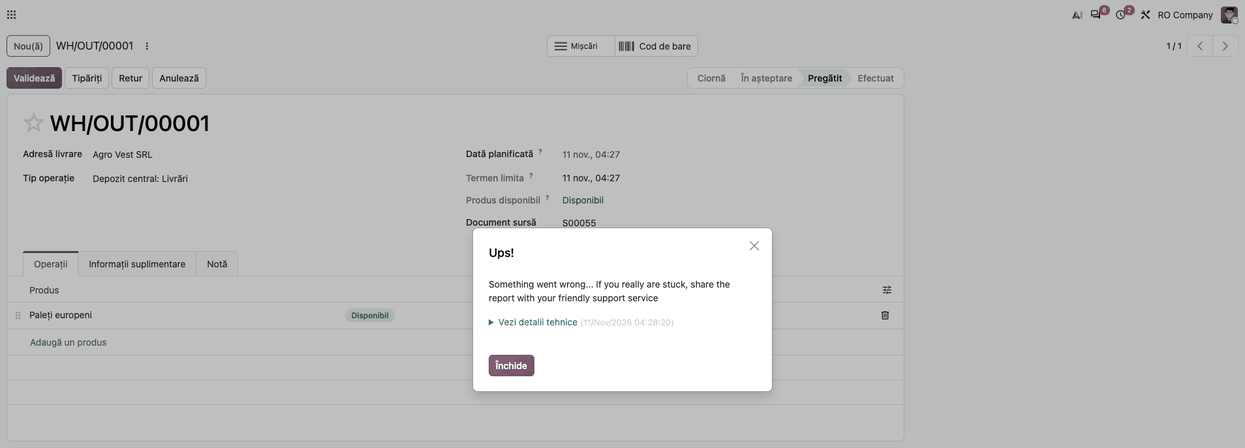 AI 6 2 RO Company
Nou(ă) WH/OUT/00001 Mișcări Cod de bare 1 / 1
Validează Tipăriți Retur Anulează Ciornă În așteptare Pregătit Efectuat
WH/OUT/00001
Adresă livrare Agro Vest SRL Dată planificată ? 11 nov., 04:27
Tip operație Depozit central: Livrări Termen limita ? 11 nov., 04:27
Produs disponibil ? Disponibil
Document sursă S00055
Ups!
Operații Informații suplimentare Notă
Something went wrong... If you really are stuck, share the
report with your friendly support service
Produs
Paleți europeni Disponibil
Vezi detalii tehnice (11/Nov/2026 04:28:20)
Adaugă un produs
Închide